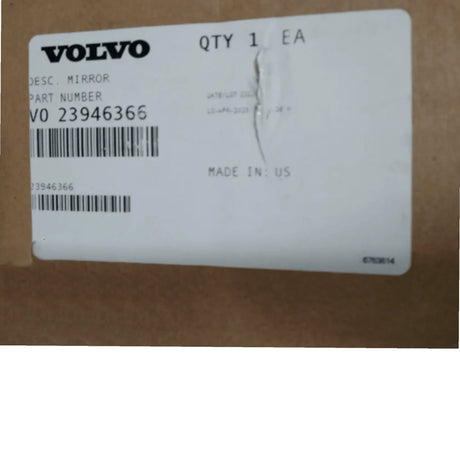 VOLVO
QTY 1 EA
DESC. MIRROR
PART NUMBER
VO 23946366
23946366
MADE IN: US
6763614